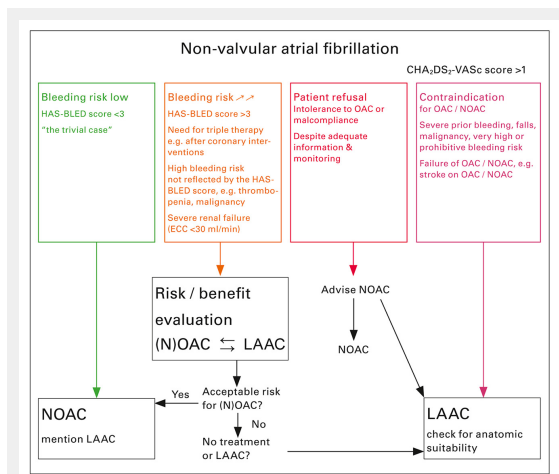 Non-valvular atrial fibrillation
CHA₂DS₂-VASc score >1
Bleeding risk low
HAS-BLED score <3
“the trivial case”
Bleeding risk ↗↗
HAS-BLED score >3
Need for triple therapy
e.g. after coronary inter-
ventions
High bleeding risk
not reflected by the HAS-
BLED score, e.g. thrombo-
penia, malignancy
Severe renal failure
(ECC <30 ml/min)
Patient refusal
Intolerance to OAC or
malcompliance
Despite adequate
information &
monitoring
Contraindication
for OAC / NOAC
Severe prior bleeding, falls,
malignancy, very high or
prohibitive bleeding risk
Failure of OAC / NOAC, e.g.
stroke on OAC / NOAC
Risk / benefit
evaluation
(N)OAC ⇆ LAAC
Advise NOAC
NOAC
Acceptable risk
for (N)OAC?
Yes
No
No treatment
or LAAC?
NOAC
mention LAAC
LAAC
check for anatomic
suitability